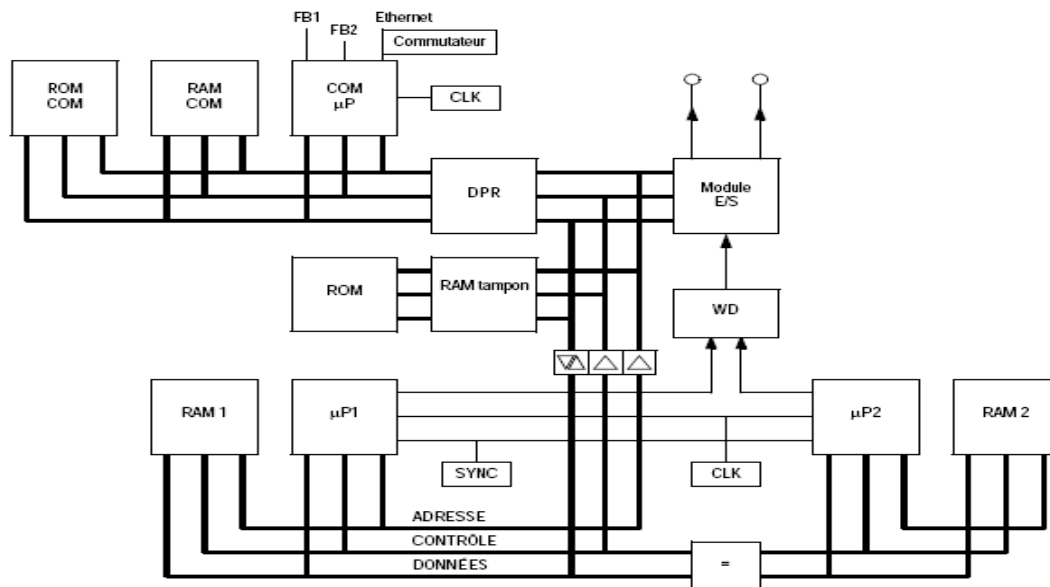 FB1
FB2
Ethernet
Commutateur
ROM
COM
RAM
COM
COM
μP
CLK
DPR
Module
E/S
ROM
RAM tampon
WD
RAM 1
μP1
μP2
RAM 2
SYNC
CLK
ADRESSE
CONTRÔLE
DONNÉES
=